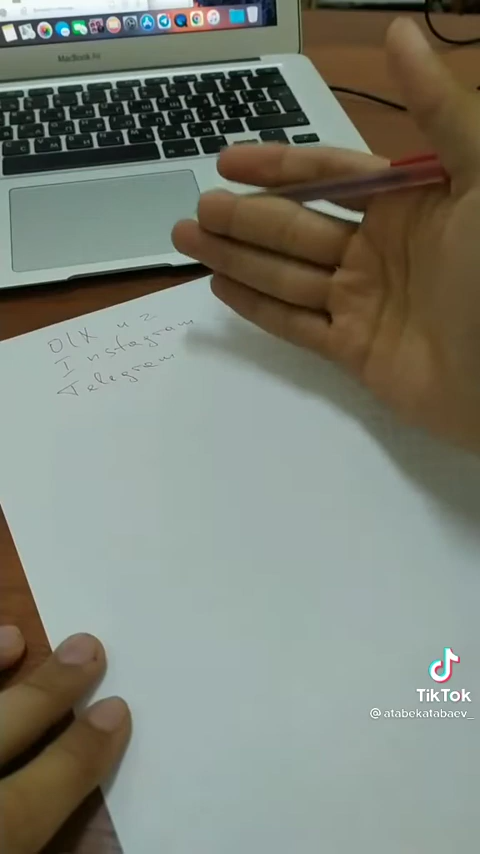 MacBook Air
OLX uz
Instagram
Telegram
TikTok
@atabekatabaev_